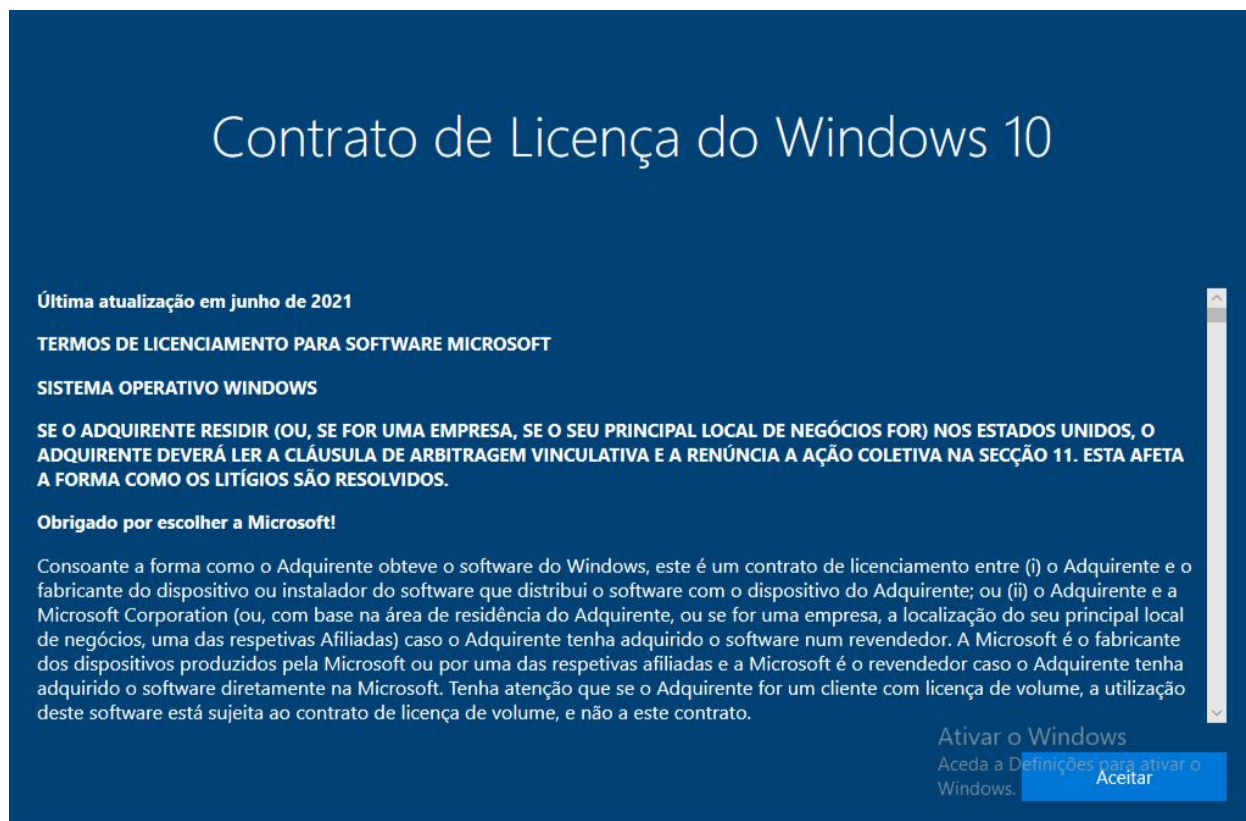 Contrato de Licença do Windows 10
Última atualização em junho de 2021
TERMOS DE LICENCIAMENTO PARA SOFTWARE MICROSOFT
SISTEMA OPERATIVO WINDOWS
SE O ADQUIRENTE RESIDIR (OU, SE FOR UMA EMPRESA, SE O SEU PRINCIPAL LOCAL DE NEGÓCIOS FOR) NOS ESTADOS UNIDOS, O
ADQUIRENTE DEVERÁ LER A CLÁUSULA DE ARBITRAGEM VINCULATIVA E A RENÚNCIA A AÇÃO COLETIVA NA SECÇÃO 11. ESTA AFETA
A FORMA COMO OS LITÍGIOS SÃO RESOLVIDOS.
Obrigado por escolher a Microsoft!
Consoante a forma como o Adquirente obteve o software do Windows, este é um contrato de licenciamento entre (i) o Adquirente e o
fabricante do dispositivo ou instalador do software que distribui o software com o dispositivo do Adquirente; ou (ii) o Adquirente e a
Microsoft Corporation (ou, com base na área de residência do Adquirente, ou se for uma empresa, a localização do seu principal local
de negócios, uma das respetivas Afiliadas) caso o Adquirente tenha adquirido o software num revendedor. A Microsoft é o fabricante
dos dispositivos produzidos pela Microsoft ou por uma das respetivas afiliadas e a Microsoft é o revendedor caso o Adquirente tenha
adquirido o software diretamente na Microsoft. Tenha atenção que se o Adquirente for um cliente com licença de volume, a utilização
deste software está sujeita ao contrato de licença de volume, e não a este contrato.
Ativar o Windows
Aceda a Definições para ativar o
Windows.
Aceitar